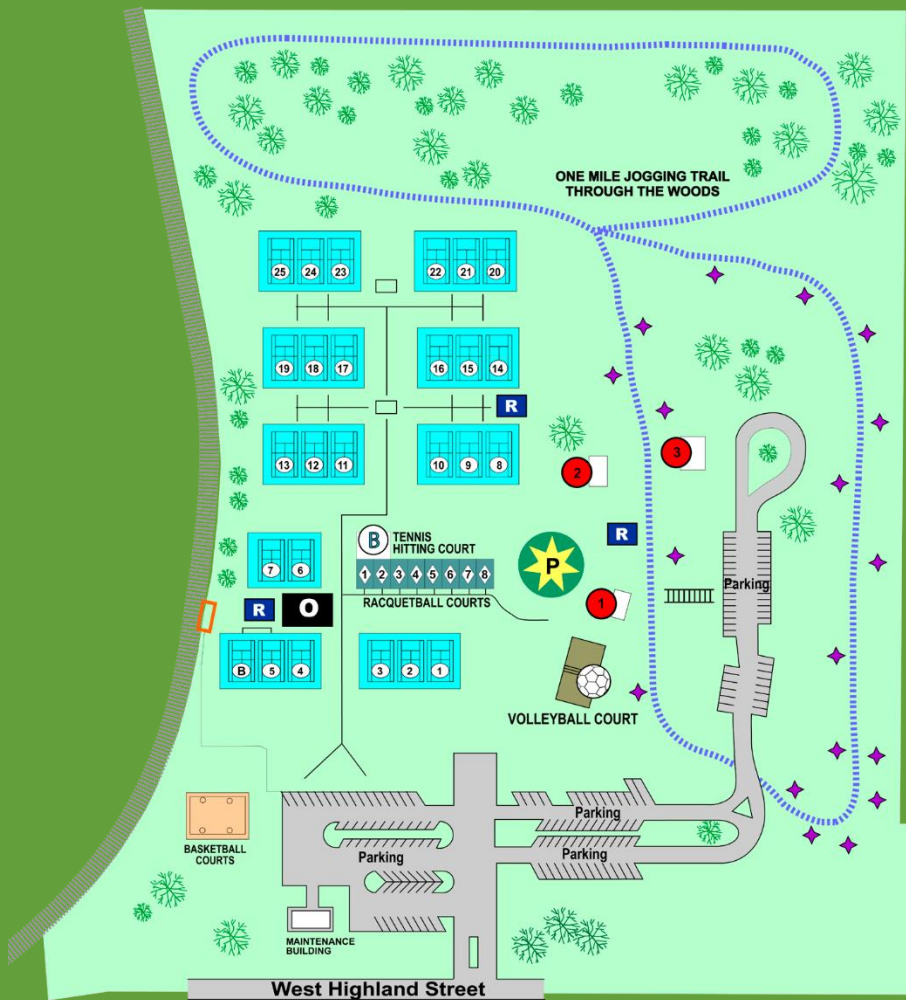 ONE MILE JOGGING TRAIL
THROUGH THE WOODS
25 24 23
22 21 20
19 18 17
16 15 14
R
13 12 11
10 9 8
2
3
B
TENNIS
HITTING COURT
R
7 6
1 2 3 4 5 6 7 8
RACQUETBALL COURTS
P
Parking
R
O
1
B 5 4
3 2 1
VOLLEYBALL COURT
Parking
Parking
Parking
BASKETBALL
COURTS
MAINTENANCE
BUILDING
West Highland Street